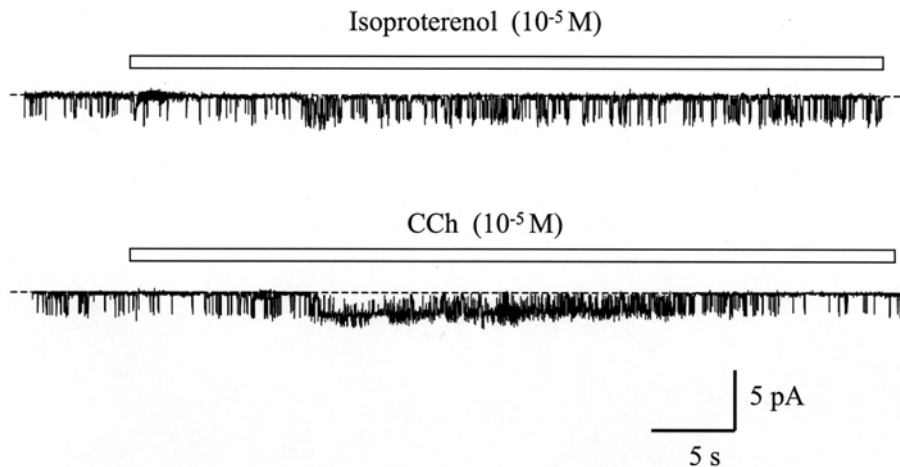 Isoproterenol (10⁻⁵ M)
CCh (10⁻⁵ M)
5 pA
5 s